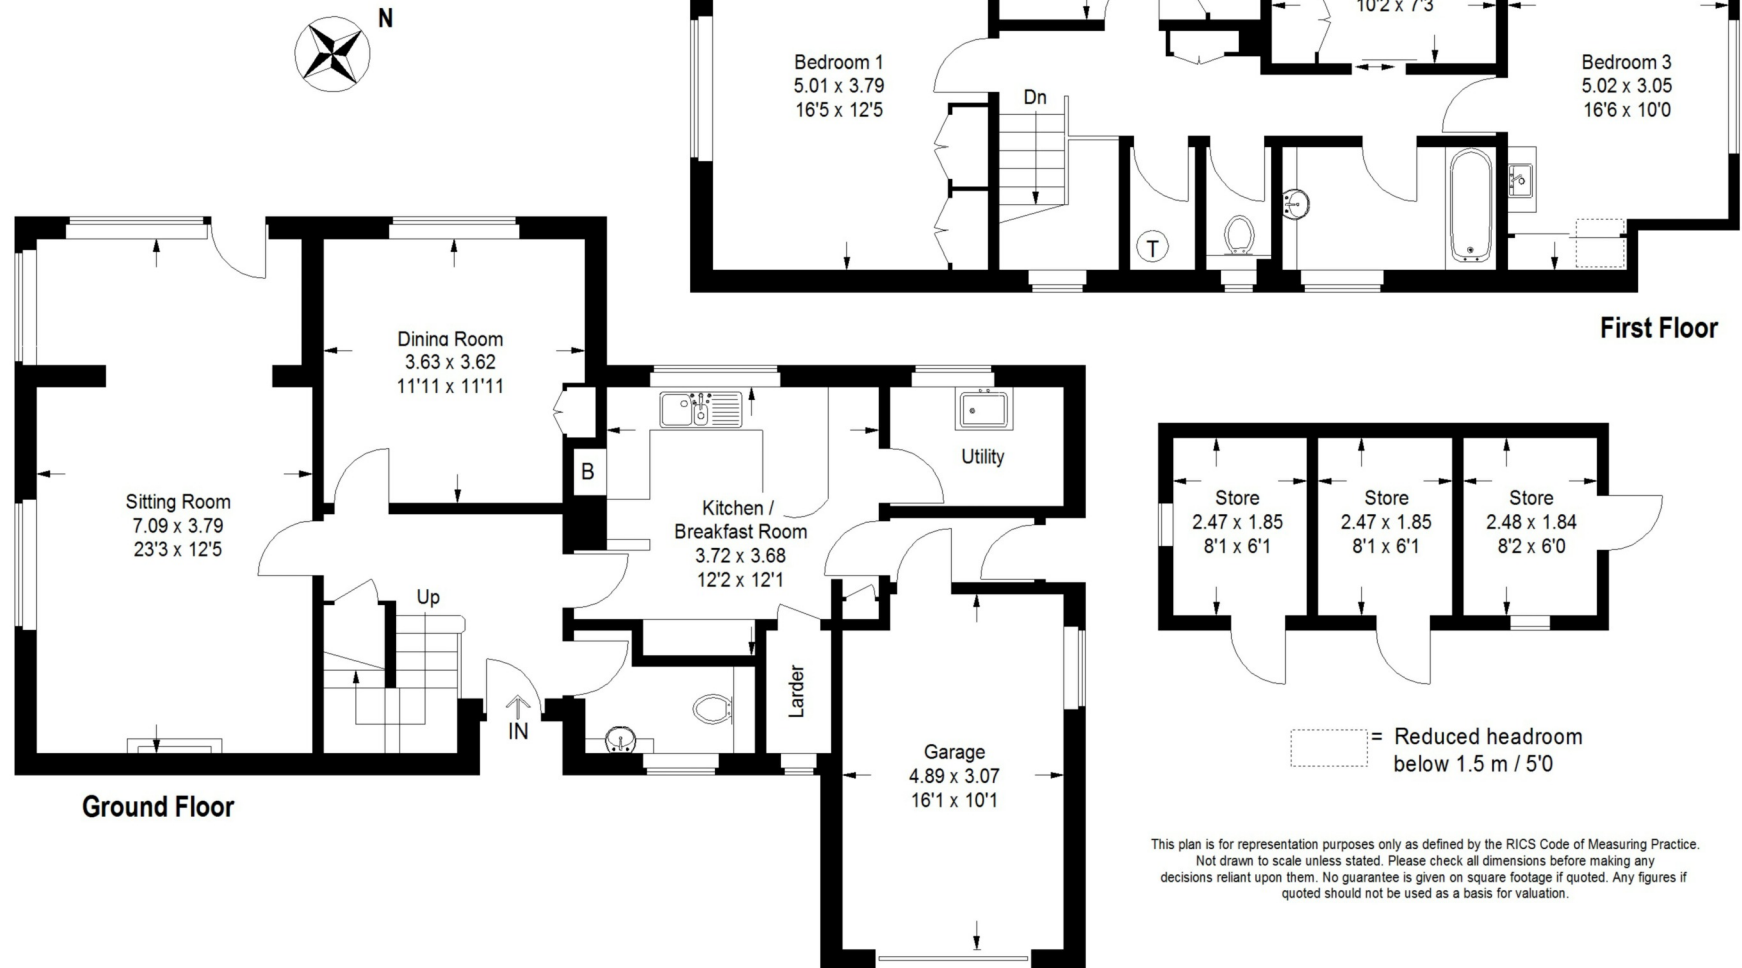 N
10'2 x 7'3
Bedroom 1
5.01 x 3.79
16'5 x 12'5
Dn
Bedroom 3
5.02 x 3.05
16'6 x 10'0
T
First Floor
Dining Room
3.63 x 3.62
11'11 x 11'11
B
Utility
Sitting Room
7.09 x 3.79
23'3 x 12'5
Kitchen /
Breakfast Room
3.72 x 3.68
12'2 x 12'1
Store
2.47 x 1.85
8'1 x 6'1
Store
2.47 x 1.85
8'1 x 6'1
Store
2.48 x 1.84
8'2 x 6'0
Up
Larder
IN
Garage
4.89 x 3.07
16'1 x 10'1
Ground Floor
= Reduced headroom
below 1.5 m / 5'0
This plan is for representation purposes only as defined by the RICS Code of Measuring Practice.
Not drawn to scale unless stated. Please check all dimensions before making any
decisions reliant upon them. No guarantee is given on square footage if quoted. Any figures if
quoted should not be used as a basis for valuation.